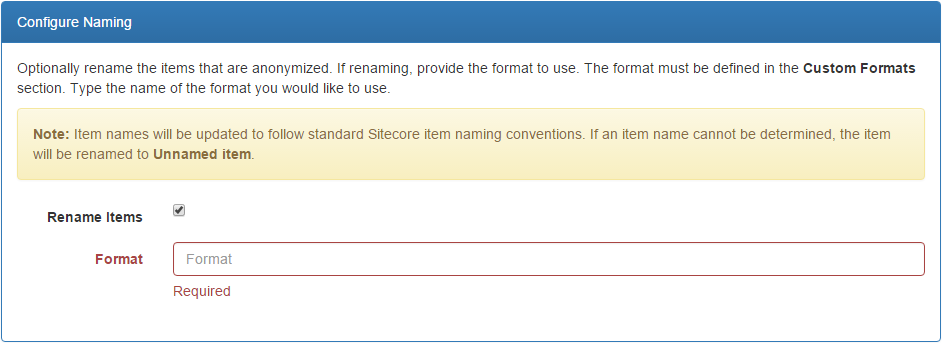 Configure Naming
Optionally rename the items that are anonymized. If renaming, provide the format to use. The format must be defined in the Custom Formats
section. Type the name of the format you would like to use.
Note: Item names will be updated to follow standard Sitecore item naming conventions. If an item name cannot be determined, the item
will be renamed to Unnamed item.
Rename Items
Format
Format
Required